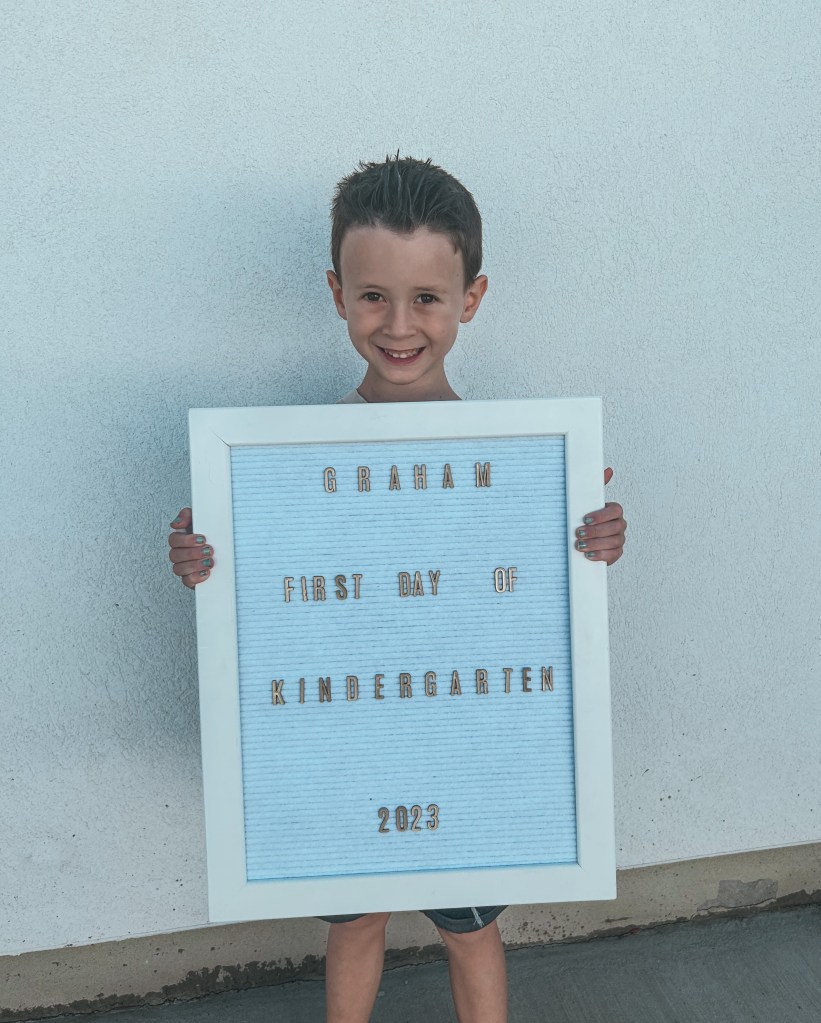 GRAHAM
FIRST DAY OF
KINDERGARTEN
2023